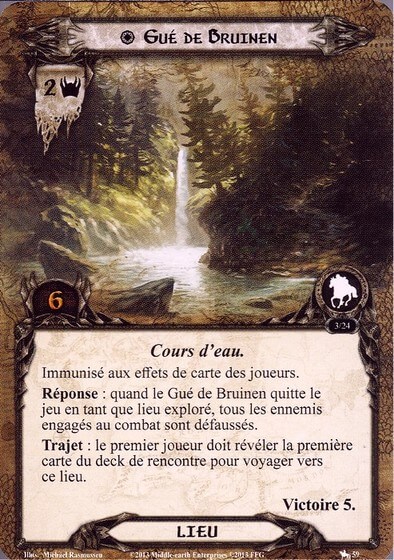 Gué de Bruinen
2
6
3/24
Cours d'eau.
Immunisé aux effets de carte des joueurs.
Réponse : quand le Gué de Bruinen quitte le
jeu en tant que lieu exploré, tous les ennemis
engagés au combat sont défaussés.
Trajet : le premier joueur doit révéler la première
carte du deck de rencontre pour voyager vers
ce lieu.
Victoire 5.
LIEU
Illus. Michael Rasmussen ©2013 Middle-earth Enterprises ©2013 FFG 59